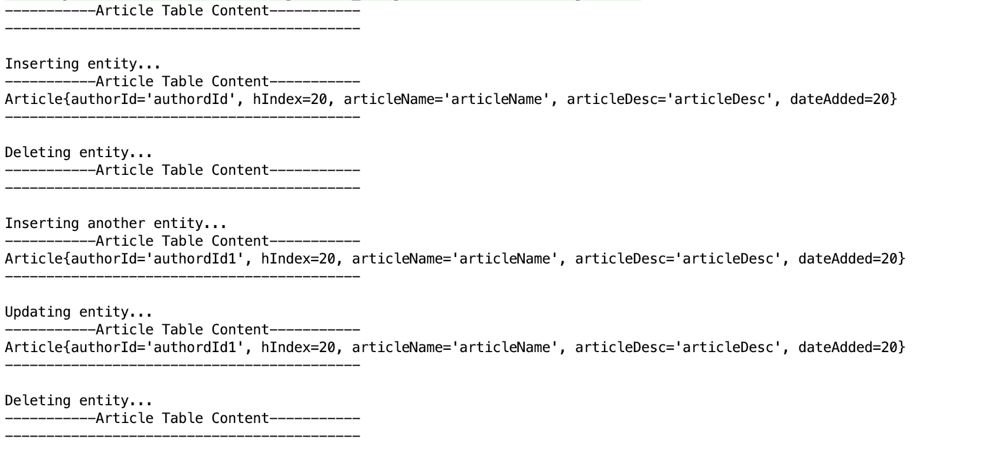 -----------Article Table Content-----------
-------------------------------------------
Inserting entity...
-----------Article Table Content-----------
Article{authorId='authordId', hIndex=20, articleName='articleName', articleDesc='articleDesc', dateAdded=20}
-------------------------------------------
Deleting entity...
-----------Article Table Content-----------
-------------------------------------------
Inserting another entity...
-----------Article Table Content-----------
Article{authorId='authordId1', hIndex=20, articleName='articleName', articleDesc='articleDesc', dateAdded=20}
-------------------------------------------
Updating entity...
-----------Article Table Content-----------
Article{authorId='authordId1', hIndex=20, articleName='articleName', articleDesc='articleDesc', dateAdded=20}
-------------------------------------------
Deleting entity...
-----------Article Table Content-----------
-------------------------------------------